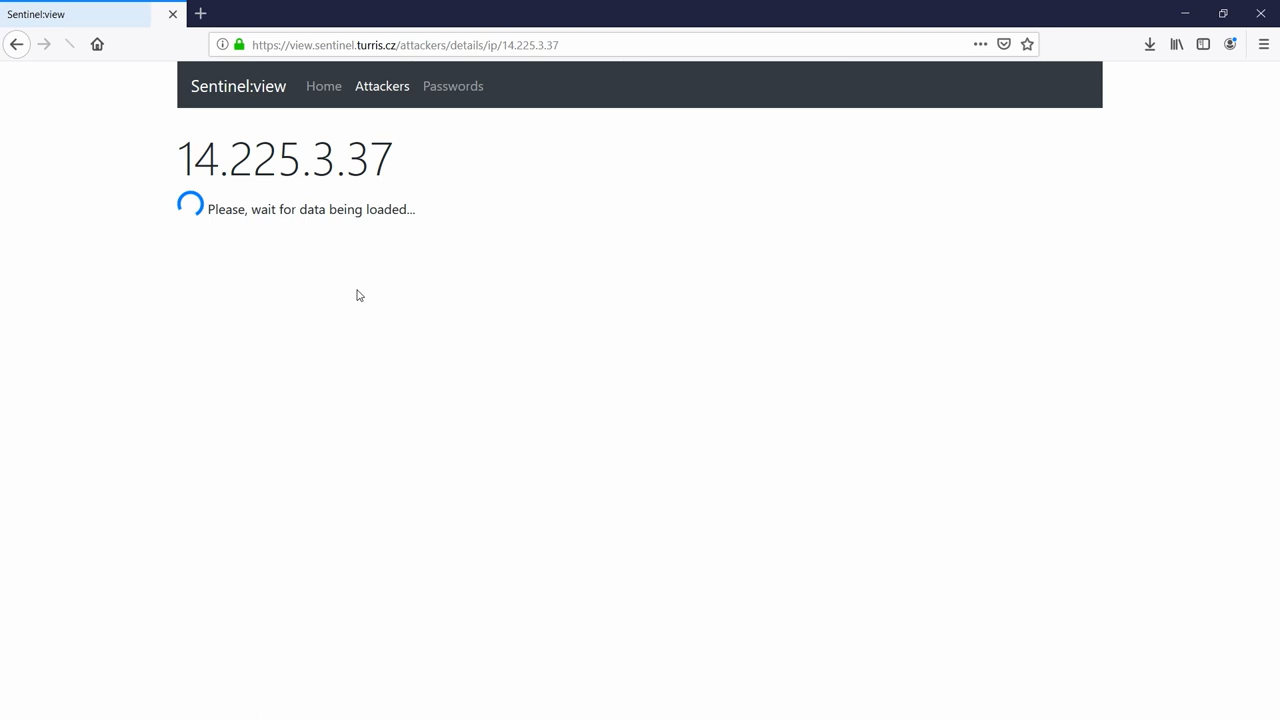 Sentinel:view
https://view.sentinel.turris.cz/attackers/details/ip/14.225.3.37
Sentinel:view Home Attackers Passwords
14.225.3.37
Please, wait for data being loaded...